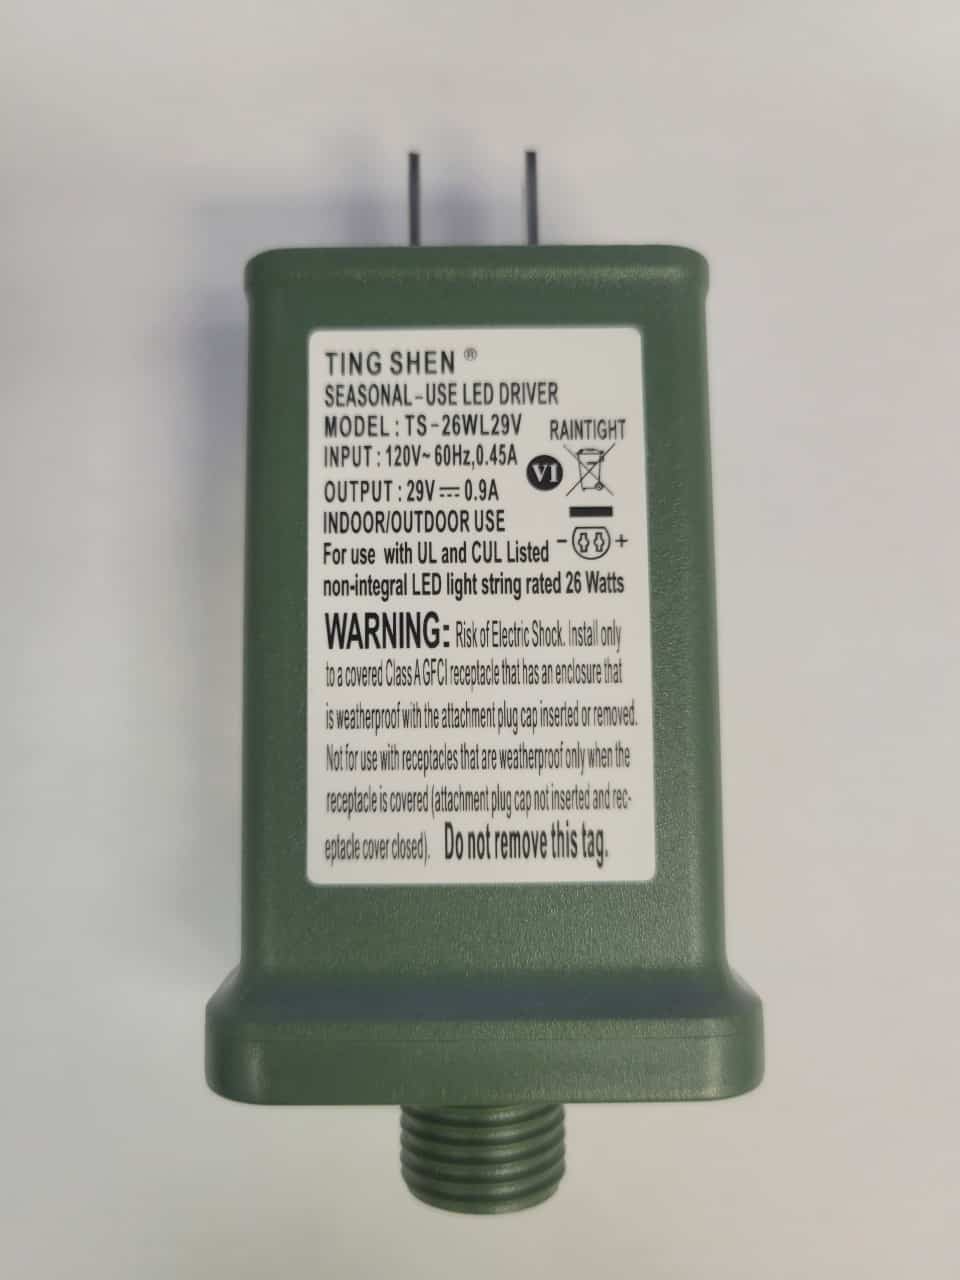 TING SHEN ®
SEASONAL-USE LED DRIVER
MODEL : TS-26WL29V
RAINTIGHT
INPUT : 120V~ 60Hz,0.45A
VI
OUTPUT : 29V⎓ 0.9A
INDOOR/OUTDOOR USE
- +
For use with UL and CUL Listed
non-integral LED light string rated 26 Watts
WARNING: Risk of Electric Shock. Install only
to a covered Class A GFCI receptacle that has an enclosure that
is weatherproof with the attachment plug cap inserted or removed.
Not for use with receptacles that are weatherproof only when the
receptacle is covered (attachment plug cap not inserted and rec-
eptacle cover closed). Do not remove this tag.